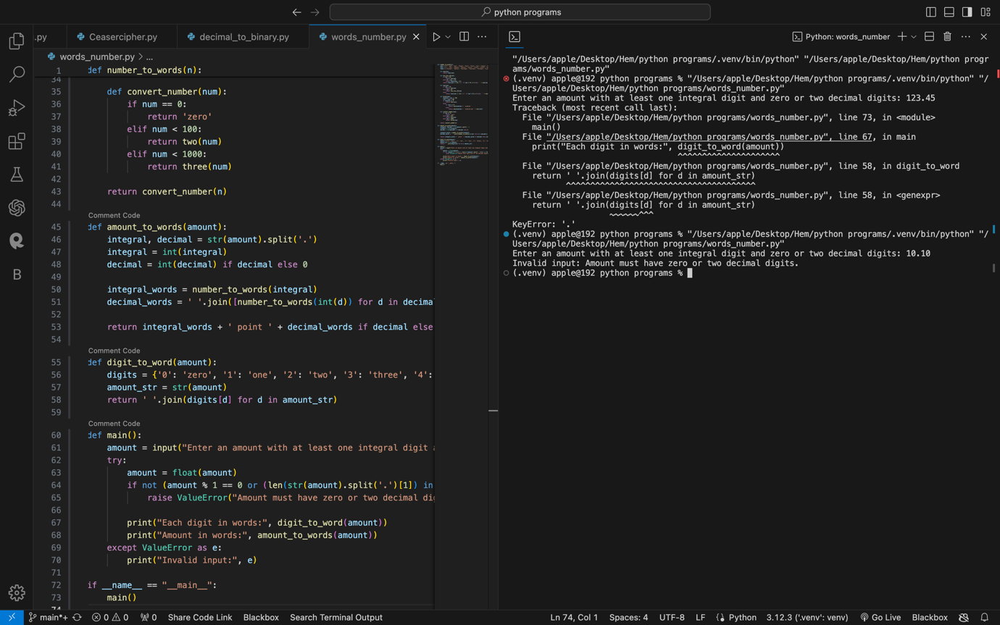 python programs
.py
Ceasercipher.py
decimal_to_binary.py
words_number.py
words_number.py > ...
1 def number_to_words(n):
34
35 def convert_number(num):
36 if num == 0:
37 return 'zero'
38 elif num < 100:
39 return two(num)
40 elif num < 1000:
41 return three(num)
42
43 return convert_number(n)
44
Comment Code
45 def amount_to_words(amount):
46 integral, decimal = str(amount).split('.')
47 integral = int(integral)
48 decimal = int(decimal) if decimal else 0
49
50 integral_words = number_to_words(integral)
51 decimal_words = ' '.join([number_to_words(int(d)) for d in decima
52
53 return integral_words + ' point ' + decimal_words if decimal else
54
Comment Code
55 def digit_to_word(amount):
56 digits = {'0': 'zero', '1': 'one', '2': 'two', '3': 'three', '4':
57 amount_str = str(amount)
58 return ' '.join(digits[d] for d in amount_str)
59
Comment Code
60 def main():
61 amount = input("Enter an amount with at least one integral digit a
62 try:
63 amount = float(amount)
64 if not (amount % 1 == 0 or (len(str(amount).split('.')[1]) in
65 raise ValueError("Amount must have zero or two decimal dig
66
67 print("Each digit in words:", digit_to_word(amount))
68 print("Amount in words:", amount_to_words(amount))
69 except ValueError as e:
70 print("Invalid input:", e)
71
72 if __name__ == "__main__":
73 main()
74
Python: words_number
"/Users/apple/Desktop/Hem/python programs/.venv/bin/python" "/Users/apple/Desktop/Hem/python progr
ams/words_number.py"
(.venv) apple@192 python programs % "/Users/apple/Desktop/Hem/python programs/.venv/bin/python" "/
Users/apple/Desktop/Hem/python programs/words_number.py"
Enter an amount with at least one integral digit and zero or two decimal digits: 123.45
Traceback (most recent call last):
File "/Users/apple/Desktop/Hem/python programs/words_number.py", line 73, in <module>
main()
File "/Users/apple/Desktop/Hem/python programs/words_number.py", line 67, in main
print("Each digit in words:", digit_to_word(amount))
^^^^^^^^^^^^^^^^^^^^^
File "/Users/apple/Desktop/Hem/python programs/words_number.py", line 58, in digit_to_word
return ' '.join(digits[d] for d in amount_str)
^^^^^^^^^^^^^^^^^^^^^^^^^^^^^^^^^^^^^^^
File "/Users/apple/Desktop/Hem/python programs/words_number.py", line 58, in <genexpr>
return ' '.join(digits[d] for d in amount_str)
~~~~~~^^^
KeyError: '.'
(.venv) apple@192 python programs % "/Users/apple/Desktop/Hem/python programs/.venv/bin/python" "/
Users/apple/Desktop/Hem/python programs/words_number.py"
Enter an amount with at least one integral digit and zero or two decimal digits: 10.10
Invalid input: Amount must have zero or two decimal digits.
(.venv) apple@192 python programs %
B
main*+ 0 0 0 Share Code Link Blackbox Search Terminal Output Ln 74, Col 1 Spaces: 4 UTF-8 LF Python 3.12.3 ('.venv': venv) Go Live Blackbox